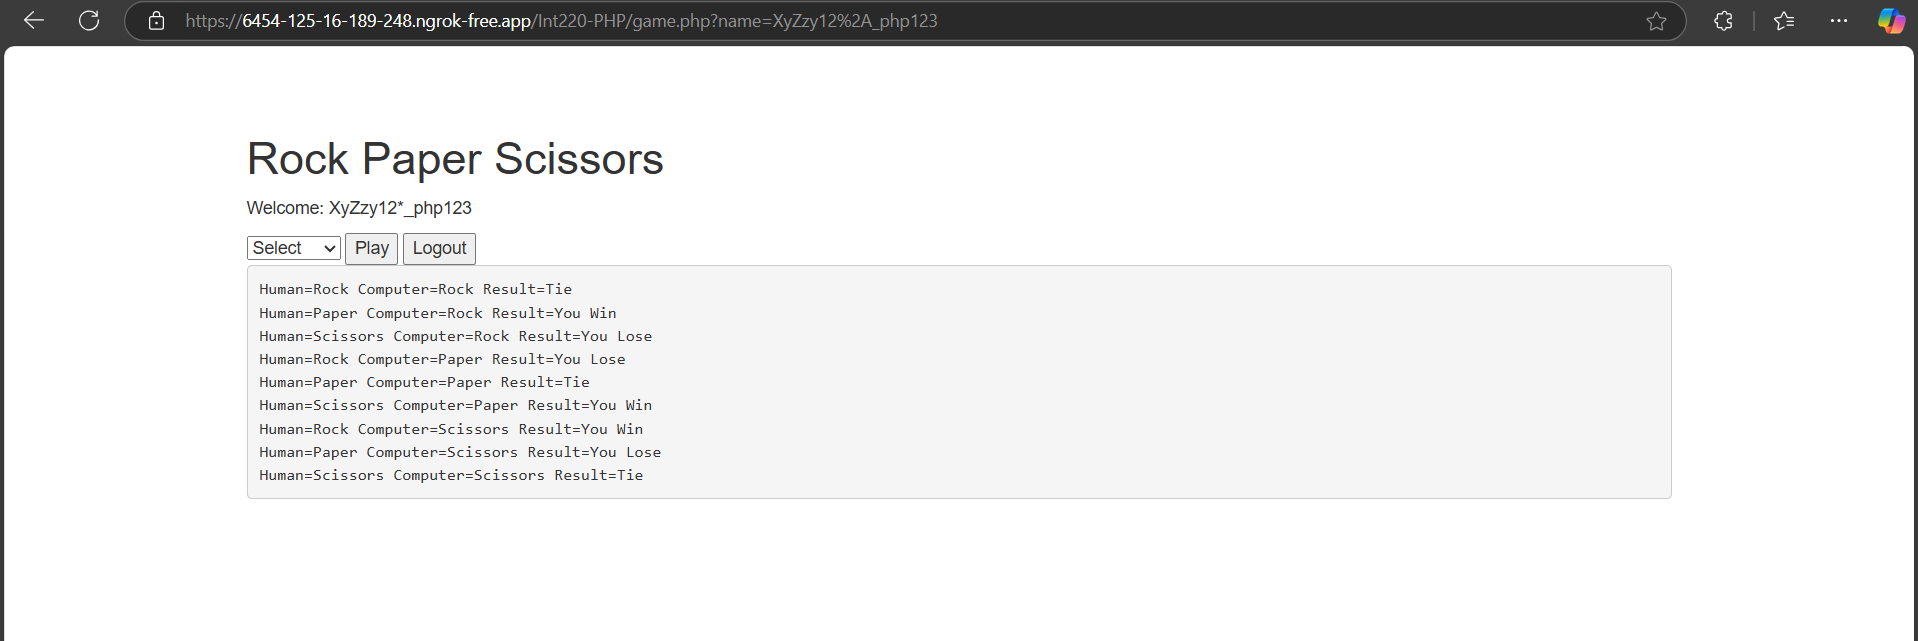 https://6454-125-16-189-248.ngrok-free.app/Int220-PHP/game.php?name=XyZzy12%2A_php123
Rock Paper Scissors
Welcome: XyZzy12*_php123
Select Play Logout
Human=Rock Computer=Rock Result=Tie
Human=Paper Computer=Rock Result=You Win
Human=Scissors Computer=Rock Result=You Lose
Human=Rock Computer=Paper Result=You Lose
Human=Paper Computer=Paper Result=Tie
Human=Scissors Computer=Paper Result=You Win
Human=Rock Computer=Scissors Result=You Win
Human=Paper Computer=Scissors Result=You Lose
Human=Scissors Computer=Scissors Result=Tie